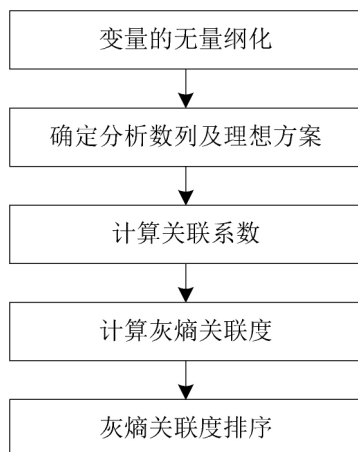 变量的无量纲化
确定分析数列及理想方案
计算关联系数
计算灰熵关联度
灰熵关联度排序